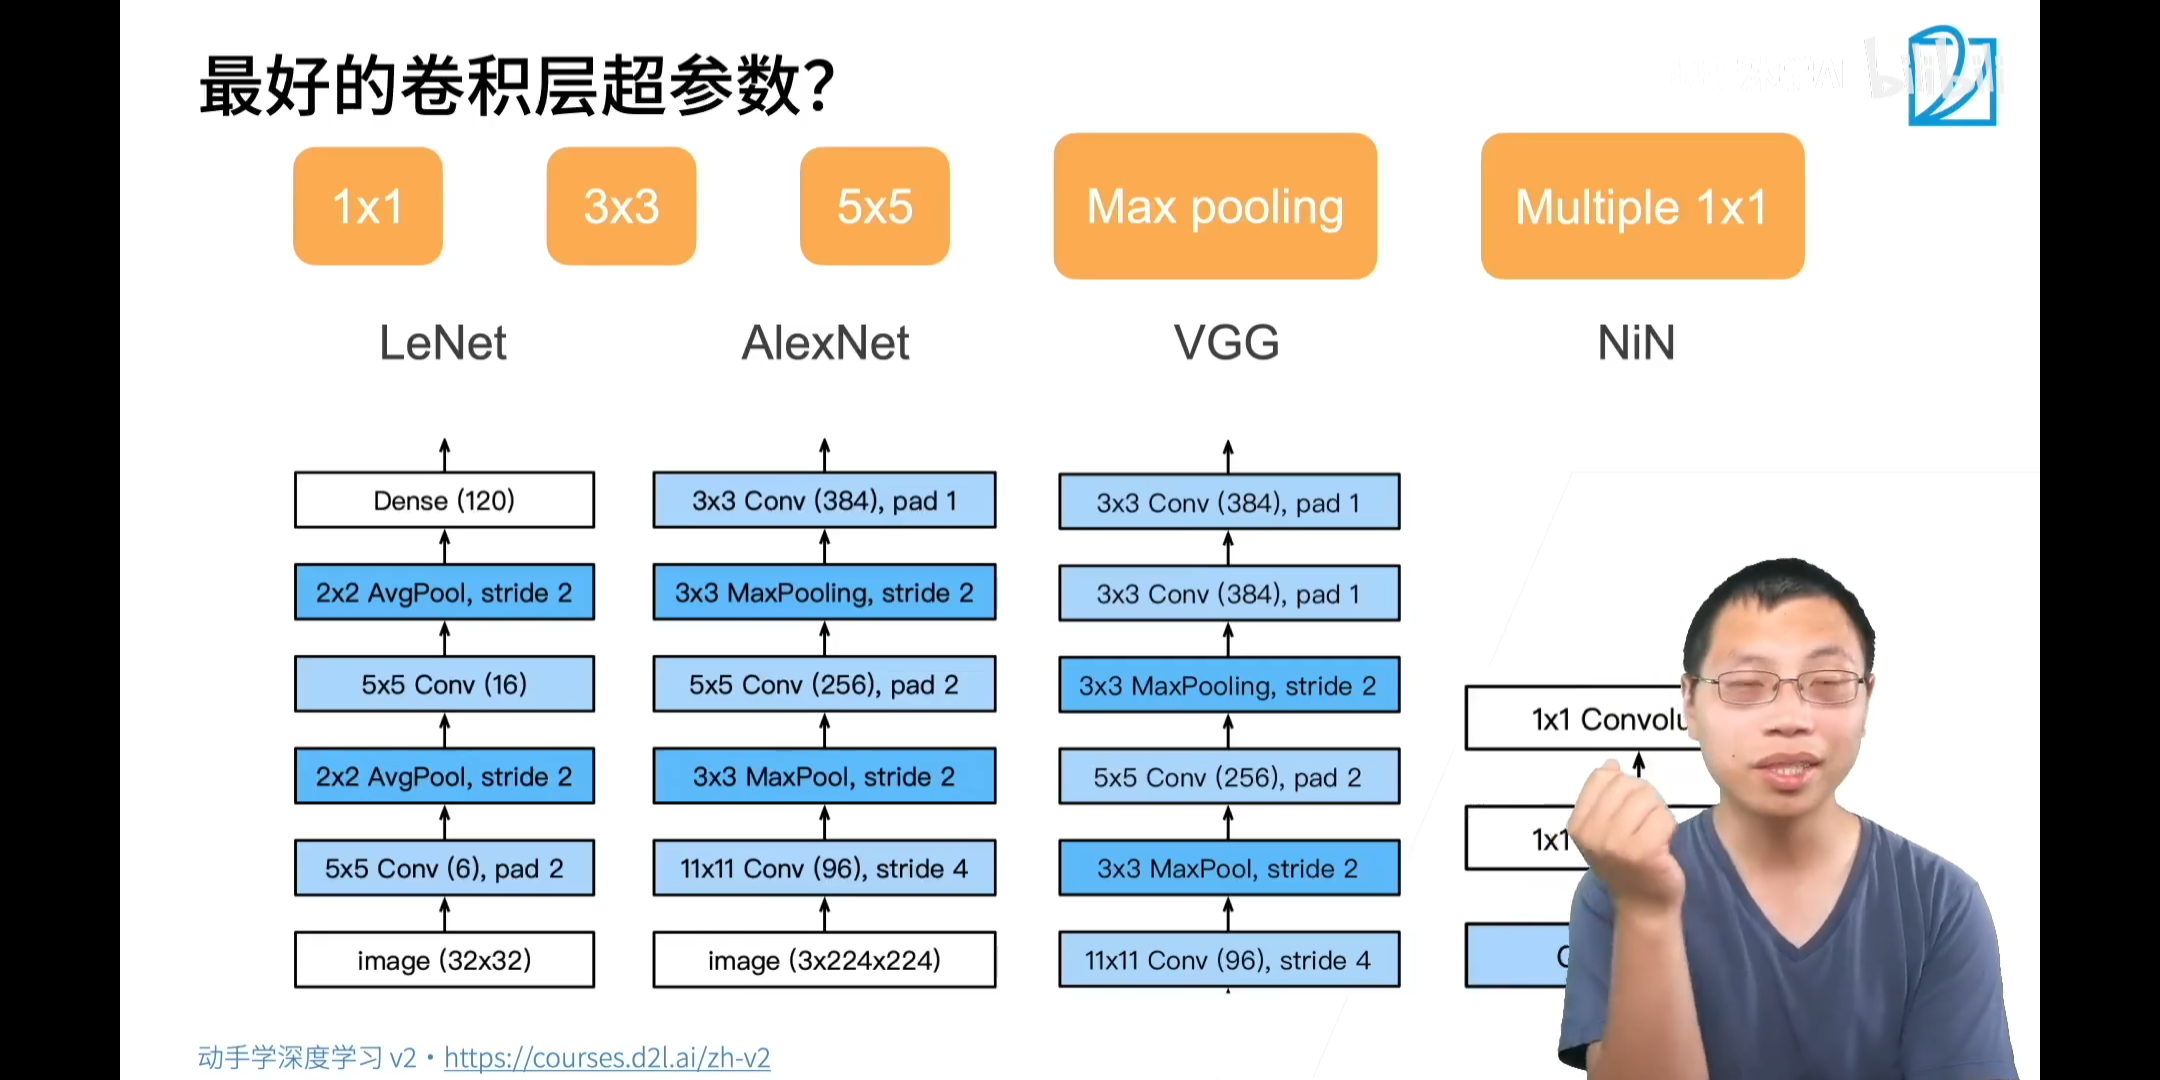 最好的卷积层超参数？
bilibili
1x1
3x3
5x5
Max pooling
Multiple 1x1
LeNet
AlexNet
VGG
NiN
Dense (120)
2x2 AvgPool, stride 2
5x5 Conv (16)
2x2 AvgPool, stride 2
5x5 Conv (6), pad 2
image (32x32)
3x3 Conv (384), pad 1
3x3 MaxPooling, stride 2
5x5 Conv (256), pad 2
3x3 MaxPool, stride 2
11x11 Conv (96), stride 4
image (3x224x224)
3x3 Conv (384), pad 1
3x3 Conv (384), pad 1
3x3 MaxPooling, stride 2
5x5 Conv (256), pad 2
3x3 MaxPool, stride 2
11x11 Conv (96), stride 4
1x1 Convolu
1x1
动手学深度学习 v2・https://courses.d2l.ai/zh-v2